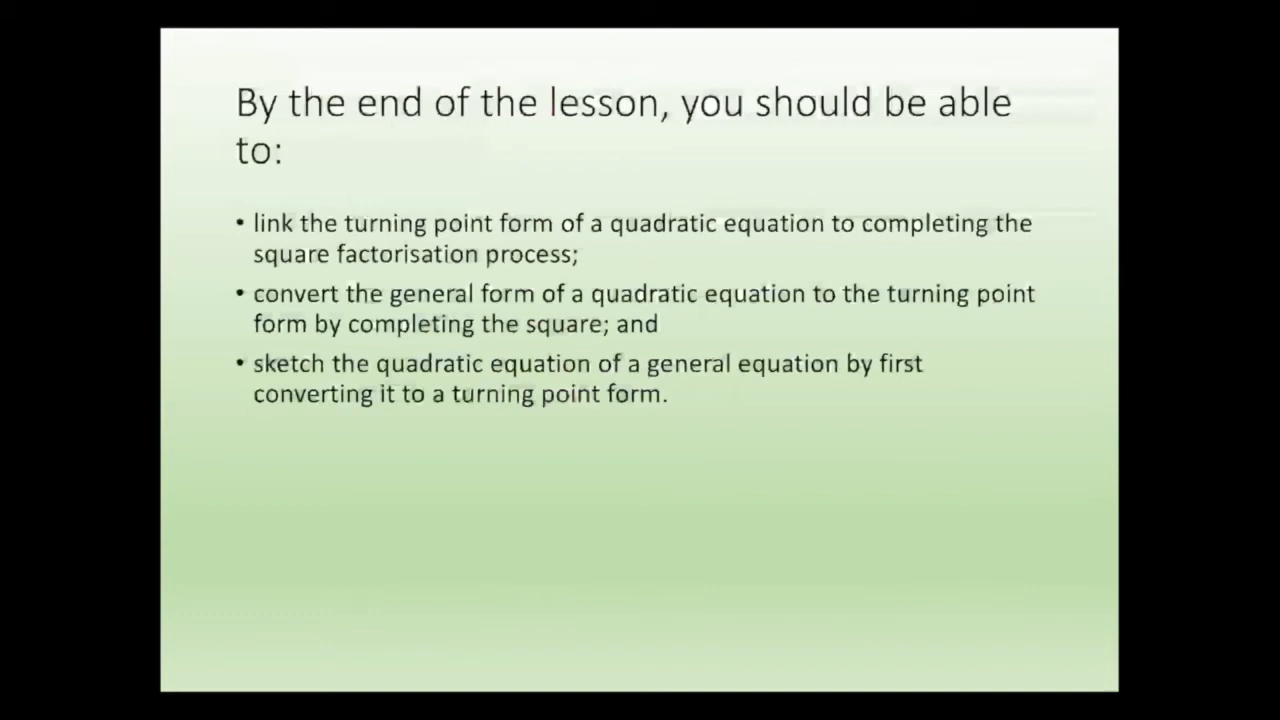 By the end of the lesson, you should be able
to:
• link the turning point form of a quadratic equation to completing the
square factorisation process;
• convert the general form of a quadratic equation to the turning point
form by completing the square; and
• sketch the quadratic equation of a general equation by first
converting it to a turning point form.